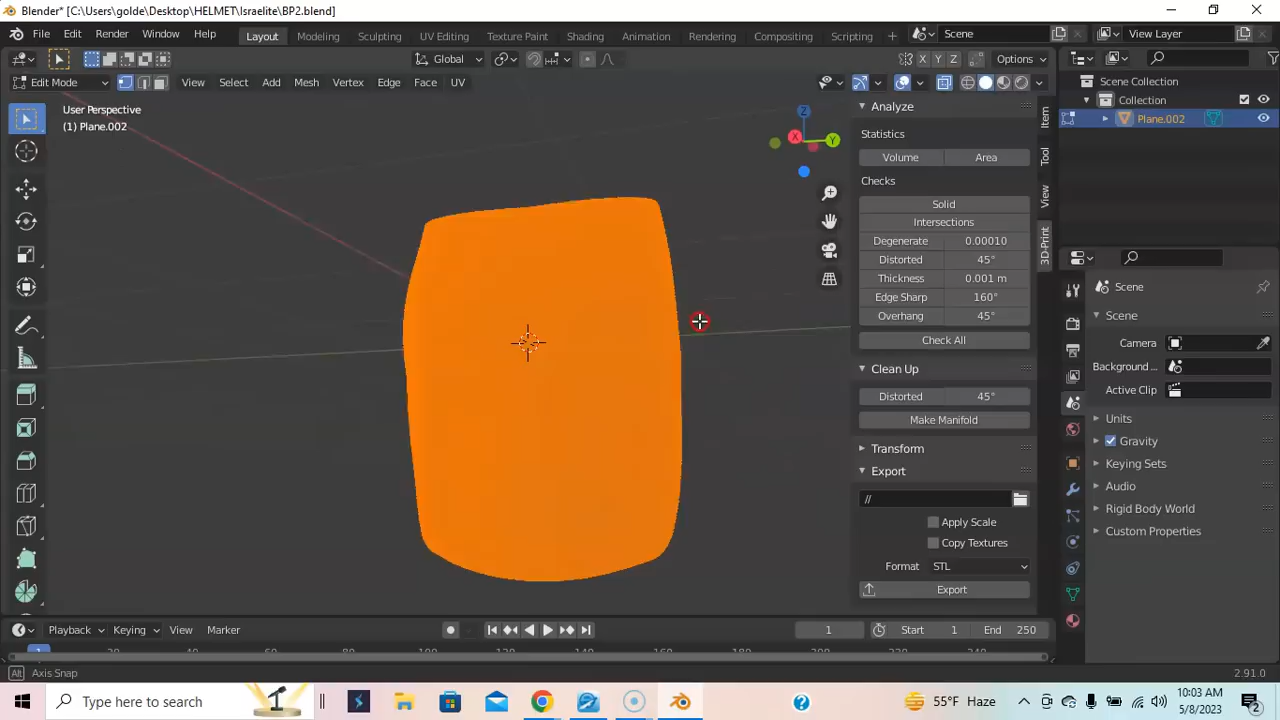 Blender* [C:\Users\golde\Desktop\HELMET\Israelite\BP2.blend]
File Edit Render Window Help
Layout Modeling Sculpting UV Editing Texture Paint Shading Animation Rendering Compositing Scripting
Scene
View Layer
Global
X Y Z
Options
Edit Mode
View Select Add Mesh Vertex Edge Face UV
User Perspective
(1) Plane.002
Z
X
Y
Analyze
Statistics
Volume Area
Checks
Solid
Intersections
Degenerate 0.00010
Distorted 45°
Thickness 0.001 m
Edge Sharp 160°
Overhang 45°
Check All
Clean Up
Distorted 45°
Make Manifold
Transform
Export
//
Apply Scale
Copy Textures
Format STL
Export
Item
Tool
View
3D-Print
Scene Collection
Collection
Plane.002
Scene
Scene
Camera
Background ...
Active Clip
Units
Gravity
Keying Sets
Audio
Rigid Body World
Custom Properties
Playback Keying View Marker
1
Start 1 End 250
1
Alt Axis Snap
2.91.0
Type here to search
55°F Haze
10:03 AM
5/8/2023
2